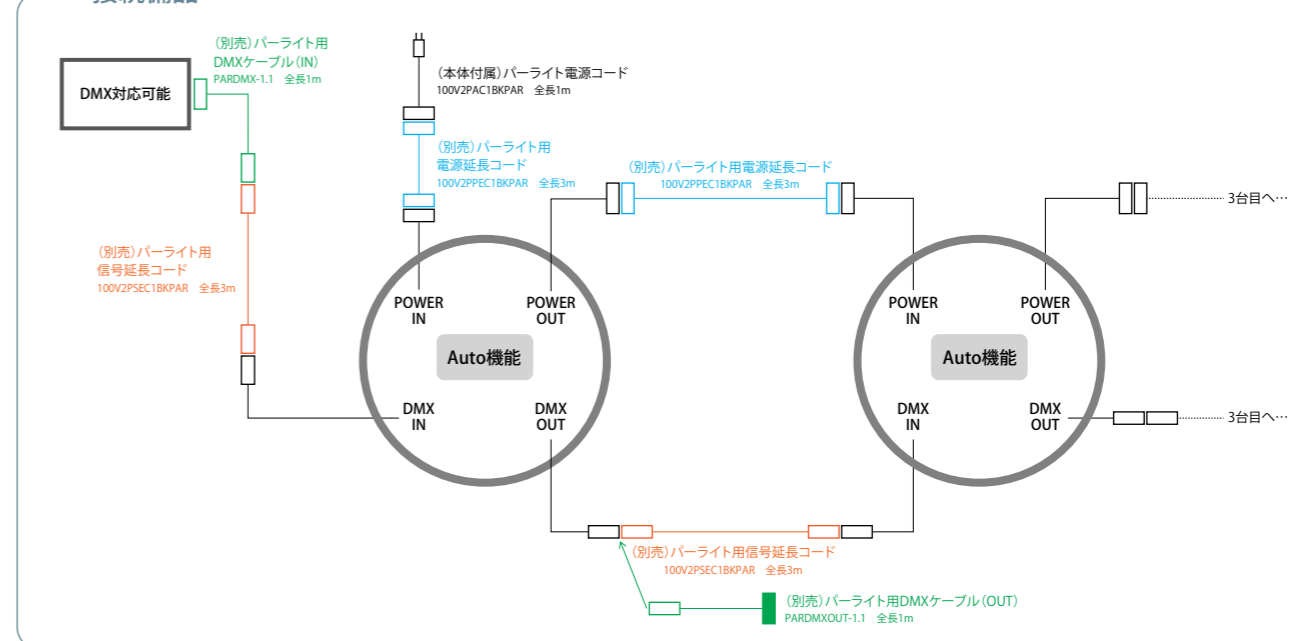 接続備品
(別売)パーライト用
DMXケーブル(IN)
PARDMX-1.1 全長1m
DMX対応可能
(本体付属)パーライト電源コード
100V2PAC1BKPAR 全長1m
(別売)パーライト用
電源延長コード
100V2PPEC1BKPAR 全長3m
(別売)パーライト用電源延長コード
100V2PPEC1BKPAR 全長3m
3台目へ…
(別売)パーライト用
信号延長コード
100V2PSEC1BKPAR 全長3m
POWER
IN
POWER
OUT
Auto機能
DMX
IN
DMX
OUT
POWER
IN
POWER
OUT
Auto機能
DMX
IN
DMX
OUT
3台目へ…
(別売)パーライト用信号延長コード
100V2PSEC1BKPAR 全長3m
(別売)パーライト用DMXケーブル(OUT)
PARDMXOUT-1.1 全長1m